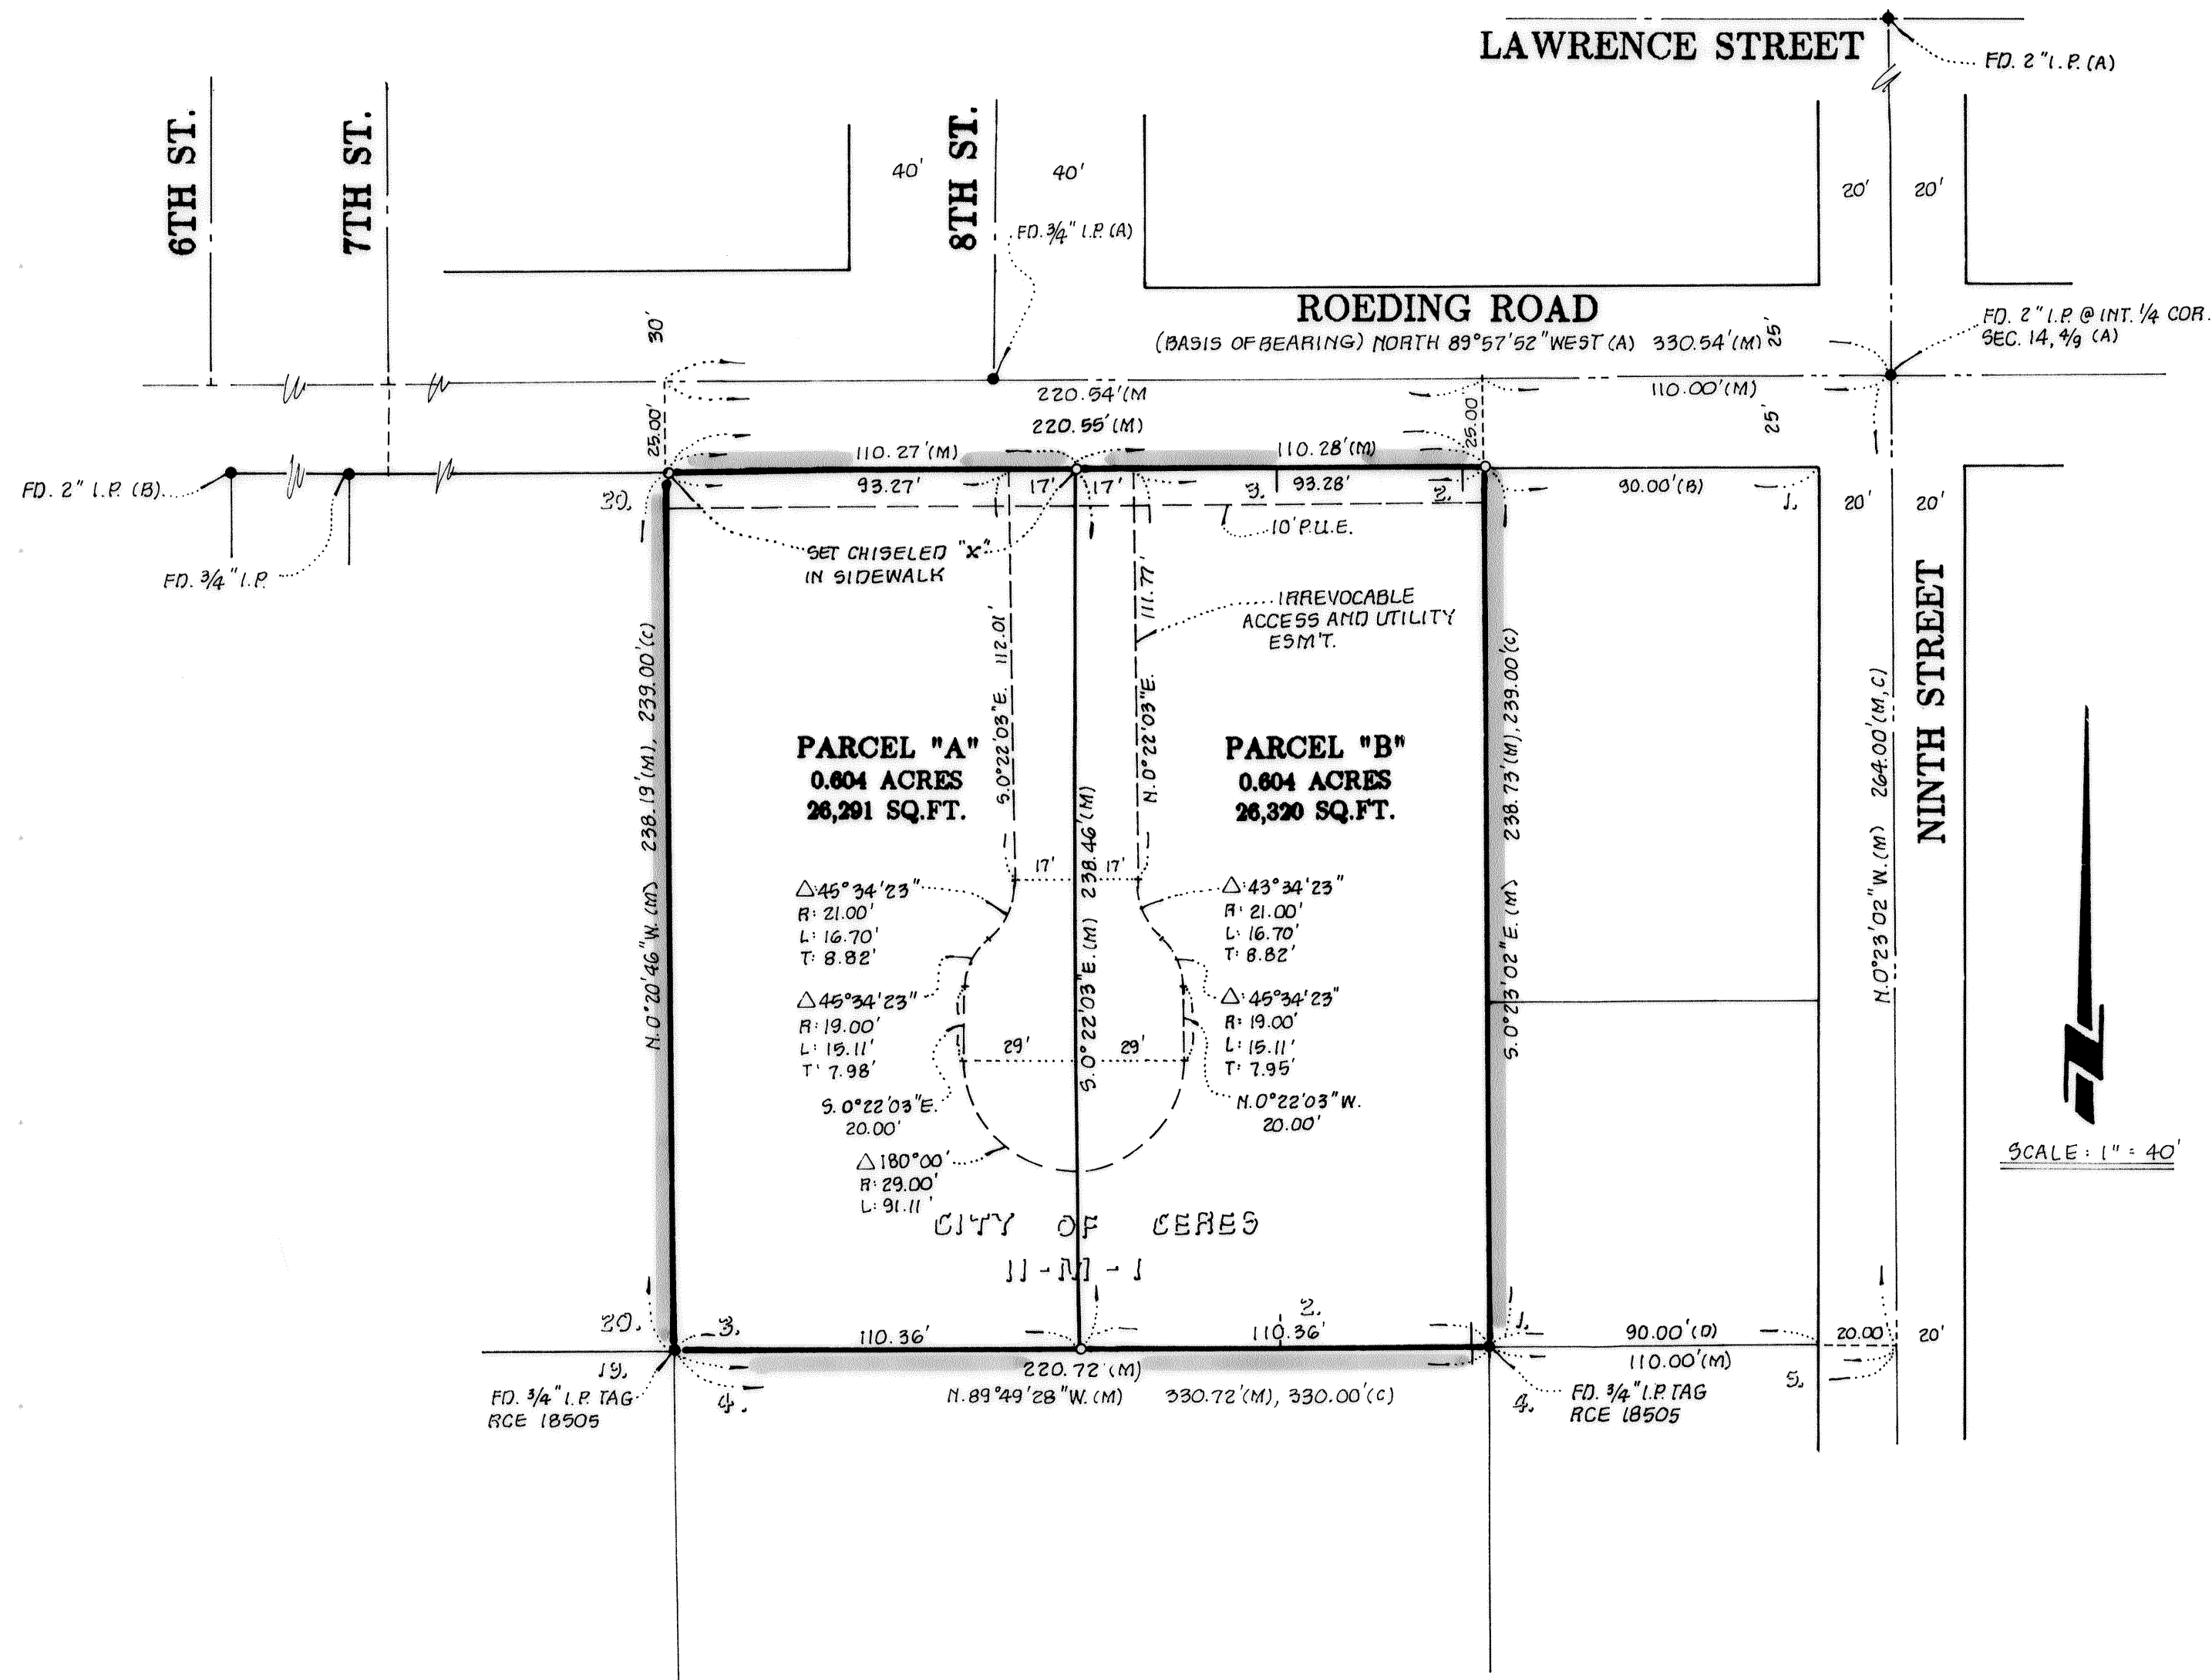 LAWRENCE STREET
FD. 2" I.P. (A)
6TH ST.
7TH ST.
8TH ST.
40'
40'
20'
20'
FD. 3/4" I.P. (A)
ROEDING ROAD
(BASIS OF BEARING) NORTH 89°57'52" WEST (A) 330.54' (M)
25'
FD. 2" I.P. @ INT. 1/4 COR.
SEC. 14, 4/9 (A)
30'
220.54' (M
110.00' (M)
25.00'
220.55' (M)
25.00
25'
110.27' (M)
110.28' (M)
FD. 2" I.P. (B)
20.
93.27'
17'
17'
3.
93.28'
2.
90.00' (B)
1.
20'
20'
10' P.U.E.
SET CHISELED "X"
IN SIDEWALK
FD. 3/4" I.P.
IRREVOCABLE
ACCESS AND UTILITY
ESM'T.
S.0°22'03"E. 112.01'
N.0°22'03"E. 111.77'
N.0°20'46"W. (M) 238.19' (M), 239.00' (C)
S.0°22'03"E. (M) 238.46' (M)
S.0°23'02"E. (M) 238.73' (M), 239.00' (C)
N.0°23'02"W. (M) 264.00' (M,C)
NINTH STREET
PARCEL "A"
0.604 ACRES
26,291 SQ.FT.
PARCEL "B"
0.604 ACRES
26,320 SQ.FT.
17'
17'
△:45°34'23"
R: 21.00'
L: 16.70'
T: 8.82'
△:43°34'23"
R: 21.00'
L: 16.70'
T: 8.82'
△45°34'23"
R: 19.00'
L: 15.11'
T: 7.98'
△:45°34'23"
R: 19.00'
L: 15.11'
T: 7.95'
29'
29'
S.0°22'03"E.
20.00'
N.0°22'03"W.
20.00'
△180°00'
R: 29.00'
L: 91.11'
SCALE: 1" = 40'
CITY OF CERES
11-M-1
20.
3.
110.36'
2.
110.36'
1.
90.00' (D)
20.00
20'
19.
220.72' (M)
110.00' (M)
5.
FD. 3/4" I.P. TAG
RCE 18505
4.
N.89°49'28"W. (M) 330.72' (M), 330.00' (C)
4.
FD. 3/4" I.P. TAG
RCE 18505